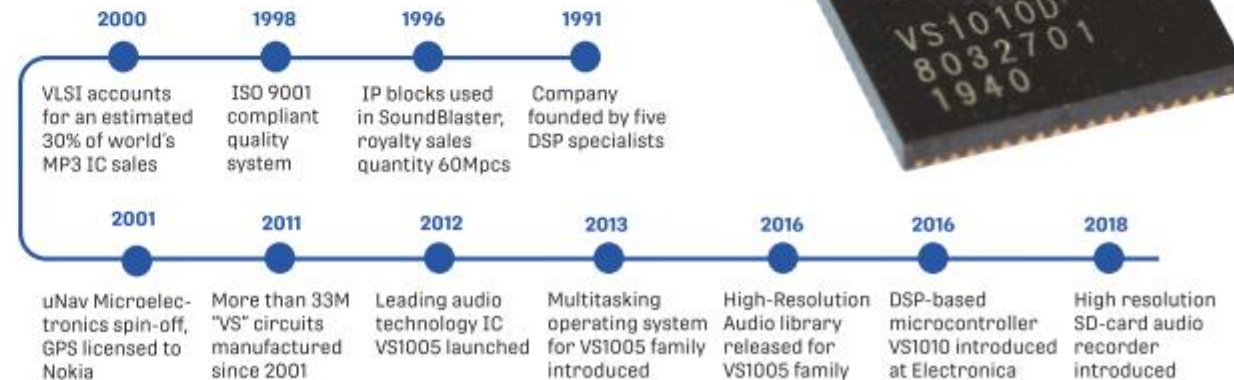 2000
VLSI accounts
for an estimated
30% of world's
MP3 IC sales
1998
ISO 9001
compliant
quality
system
1996
IP blocks used
in SoundBlaster,
royalty sales
quantity 60Mpcs
1991
Company
founded by five
DSP specialists
VS1010D
8032701
1940
2001
uNav Microelec-
tronics spin-off,
GPS licensed to
Nokia
2011
More than 33M
"VS" circuits
manufactured
since 2001
2012
Leading audio
technology IC
VS1005 launched
2013
Multitasking
operating system
for VS1005 family
introduced
2016
High-Resolution
Audio library
released for
VS1005 family
2016
DSP-based
microcontroller
VS1010 introduced
at Electronica
2018
High resolution
SD-card audio
recorder
introduced